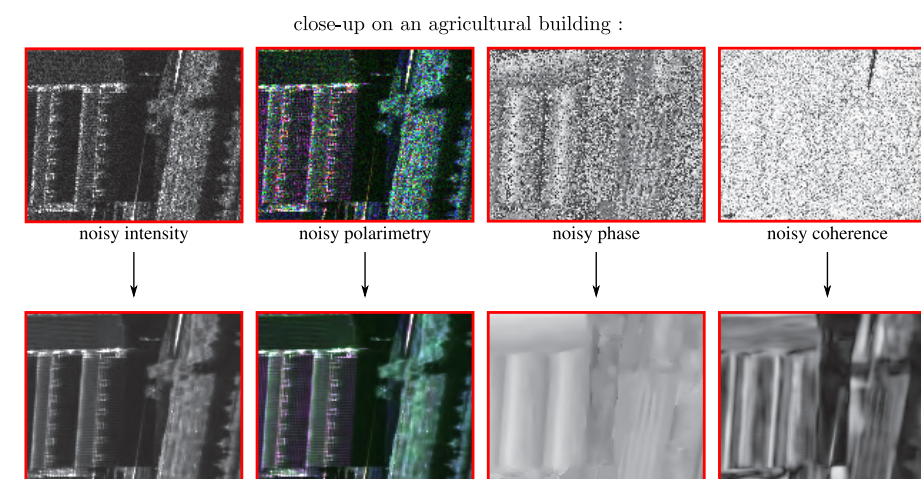 close-up on an agricultural building :
noisy intensity
noisy polarimetry
noisy phase
noisy coherence